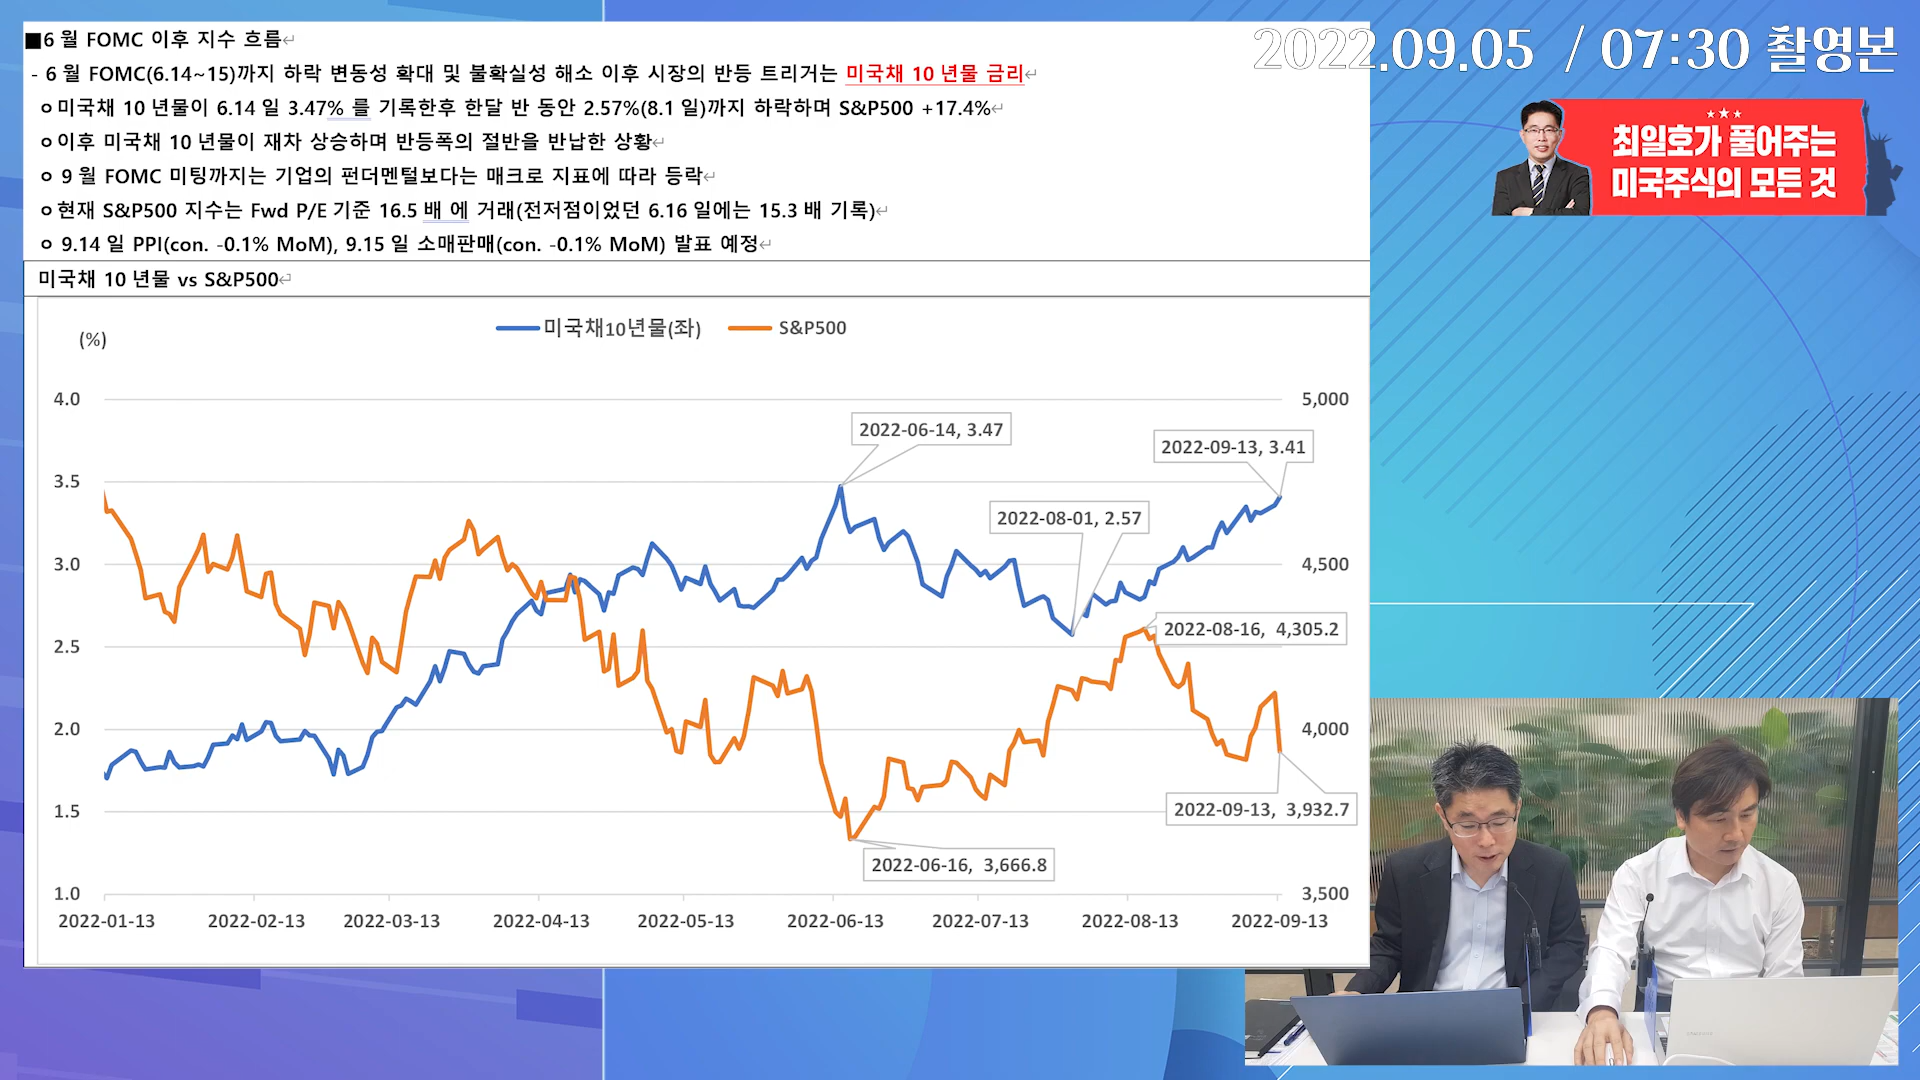 ■6 월 FOMC 이후 지수 흐름↵
- 6 월 FOMC(6.14~15)까지 하락 변동성 확대 및 불확실성 해소 이후 시장의 반등 트리거는 미국채 10 년물 금리↵
o 미국채 10 년물이 6.14 일 3.47% 를 기록한후 한달 반 동안 2.57%(8.1 일)까지 하락하며 S&P500 +17.4%↵
o 이후 미국채 10 년물이 재차 상승하며 반등폭의 절반을 반납한 상황↵
o 9 월 FOMC 미팅까지는 기업의 펀더멘털보다는 매크로 지표에 따라 등락↵
o 현재 S&P500 지수는 Fwd P/E 기준 16.5 배 에 거래(전저점이었던 6.16 일에는 15.3 배 기록)↵
o 9.14 일 PPI(con. -0.1% MoM), 9.15 일 소매판매(con. -0.1% MoM) 발표 예정↵
미국채 10 년물 vs S&P500↵
2022.09.05 / 07:30 촬영본
최일호가 풀어주는
미국주식의 모든 것
(%)
미국채10년물(좌) S&P500
4.0
3.5
3.0
2.5
2.0
1.5
1.0
5,000
4,500
4,000
3,500
2022-06-14, 3.47
2022-09-13, 3.41
2022-08-01, 2.57
2022-08-16, 4,305.2
2022-09-13, 3,932.7
2022-06-16, 3,666.8
2022-01-13 2022-02-13 2022-03-13 2022-04-13 2022-05-13 2022-06-13 2022-07-13 2022-08-13 2022-09-13